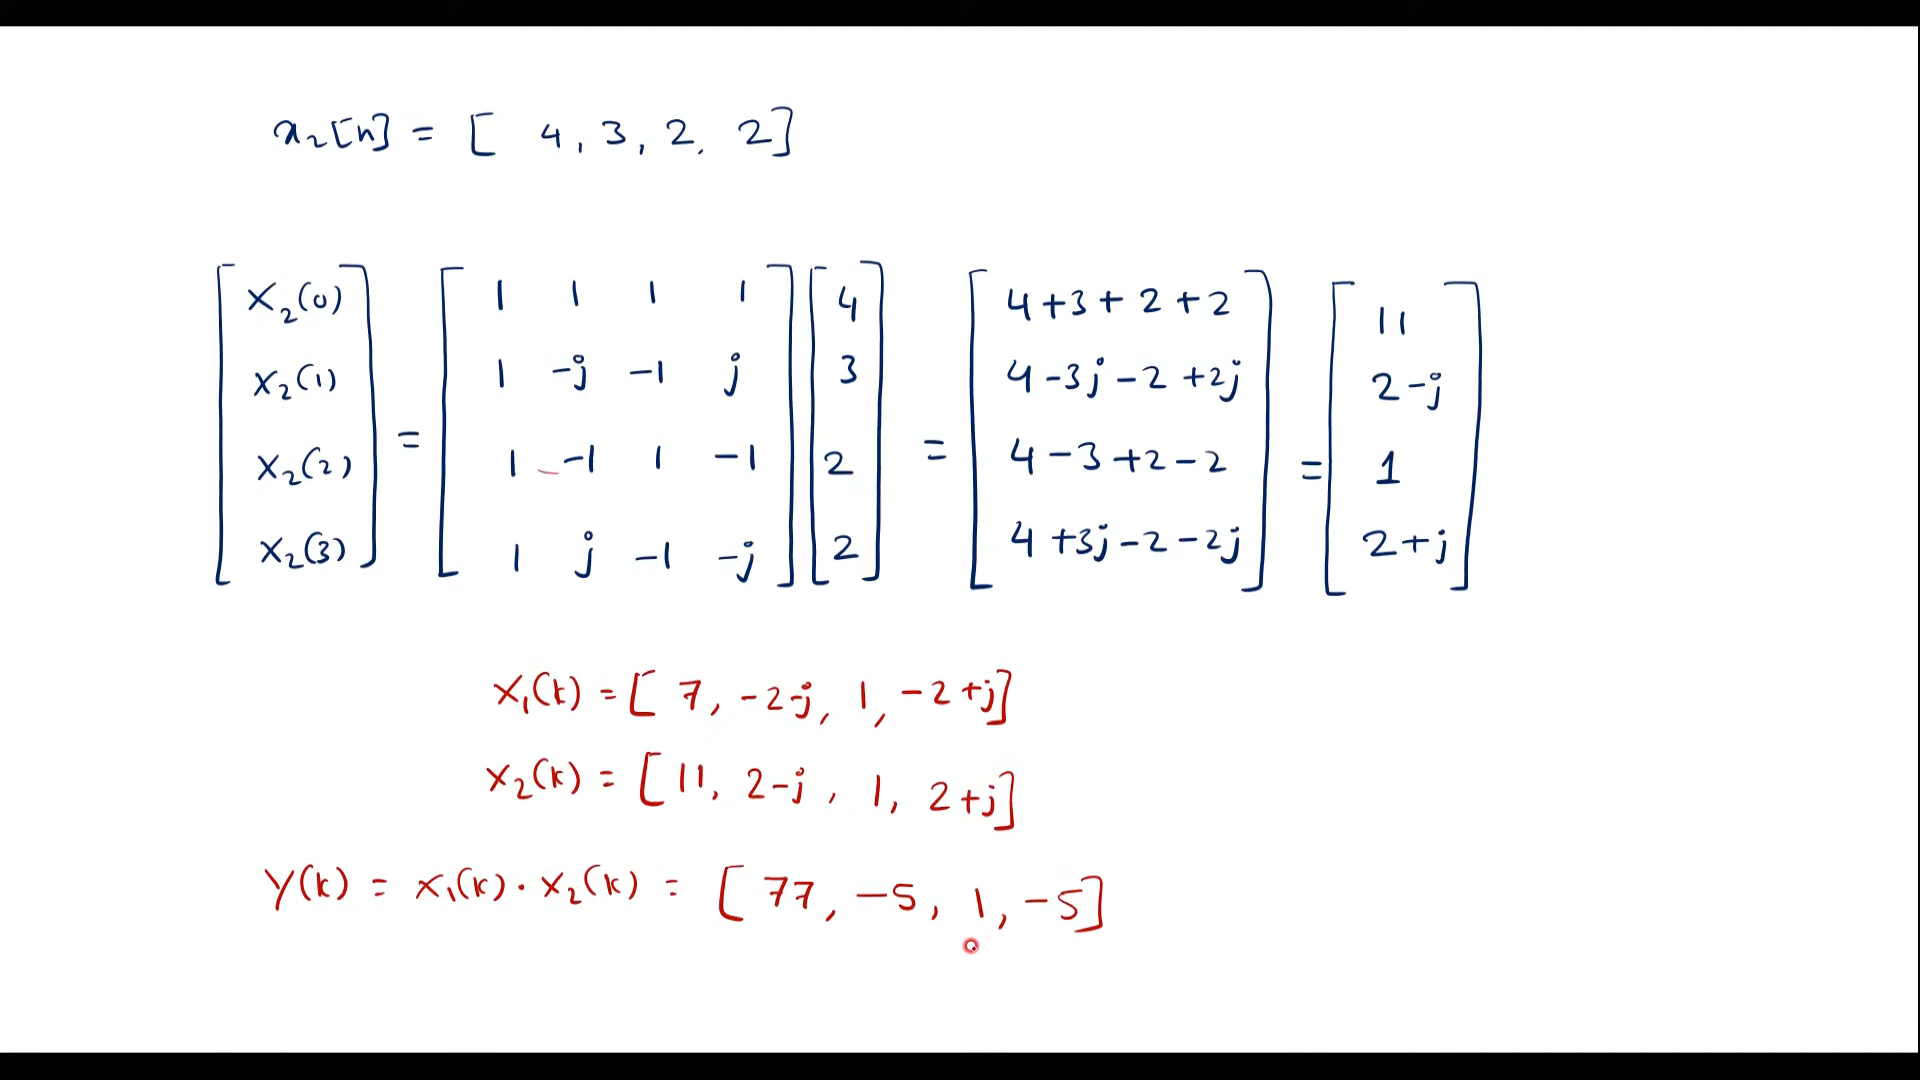 x₂[n] = [ 4, 3, 2, 2]
[X₂(0) X₂(1) X₂(2) X₂(3)] = [1 1 1 1
1 -j -1 j
1 -1 1 -1
1 j -1 -j] [4 3 2 2] = [4+3+2+2
4-3j-2+2j
4-3+2-2
4+3j-2-2j] = [11
2-j
1
2+j]
X₁(k) = [ 7, -2-j, 1, -2+j]
X₂(k) = [11, 2-j, 1, 2+j]
Y(k) = X₁(k)·X₂(k) = [ 77, -5, 1, -5]